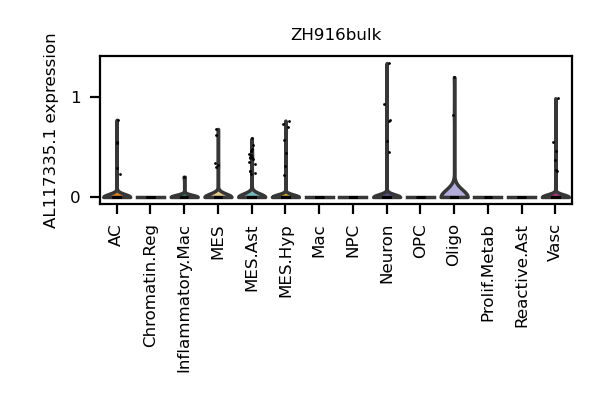 ZH916bulk
AL117335.1 expression
1
0
AC
Chromatin.Reg
Inflammatory.Mac
MES
MES.Ast
MES.Hyp
Mac
NPC
Neuron
OPC
Oligo
Prolif.Metab
Reactive.Ast
Vasc